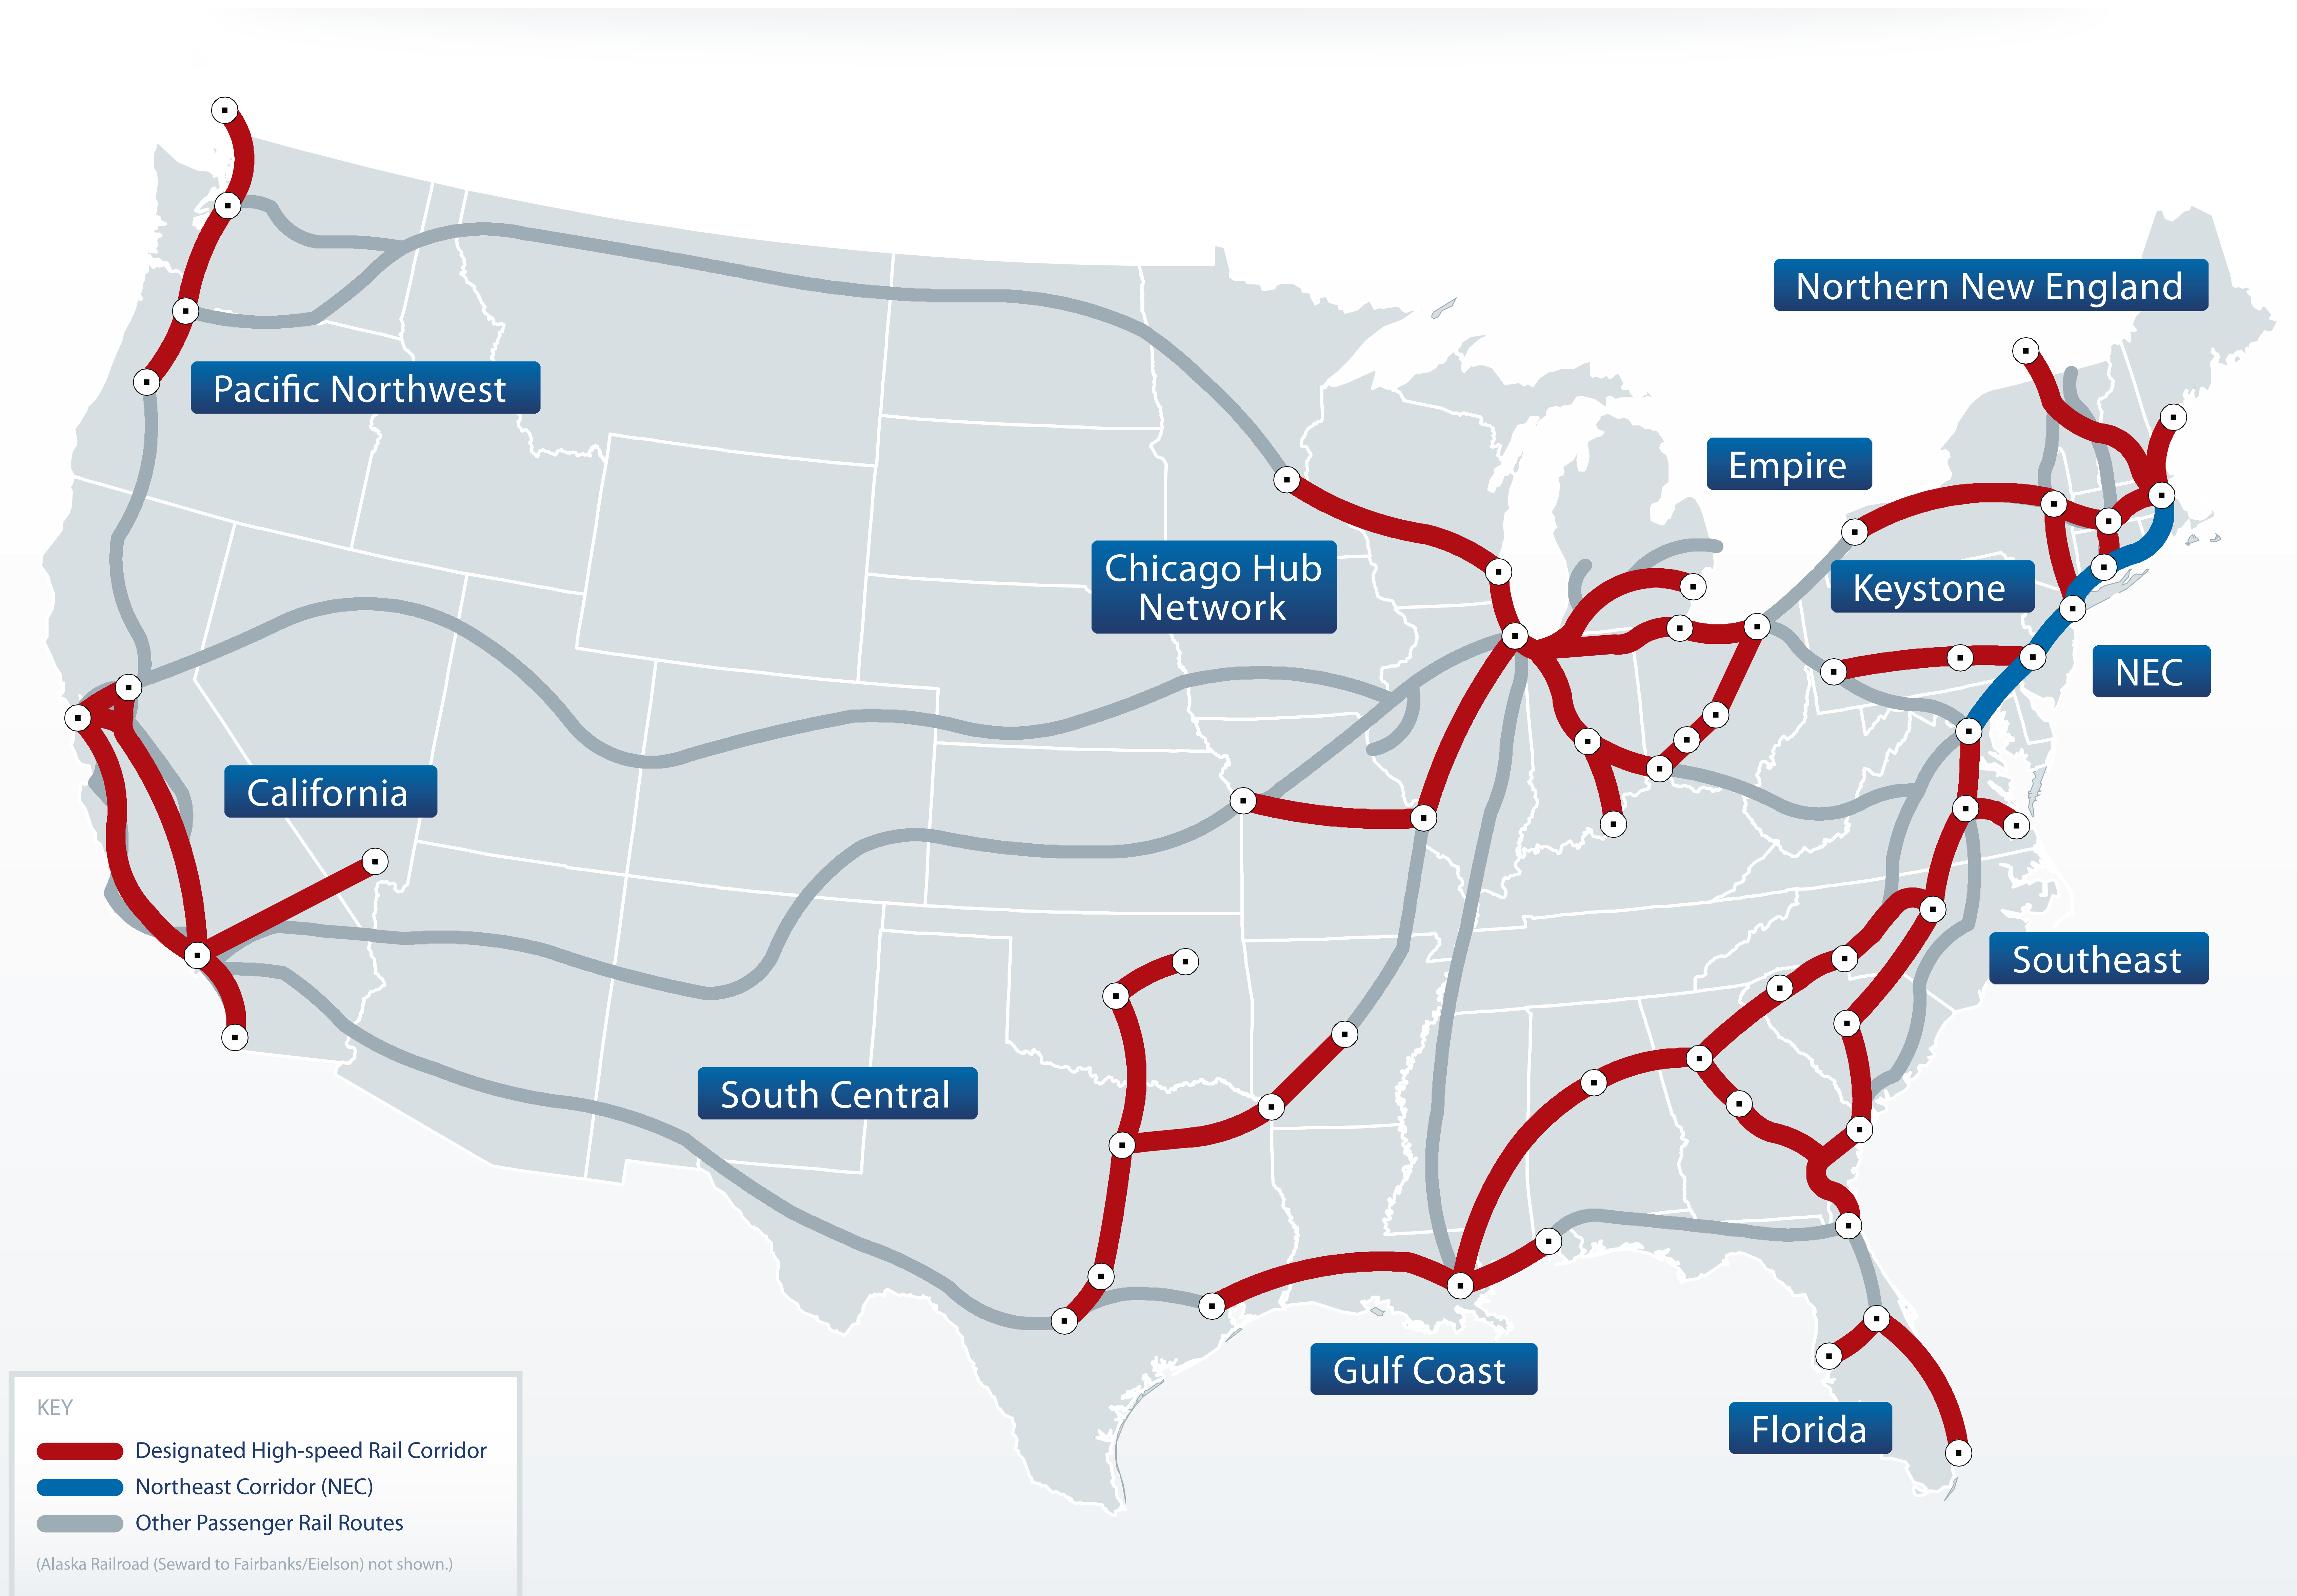 Northern New England
Pacific Northwest
Empire
Chicago Hub
Network
Keystone
NEC
California
Southeast
South Central
Gulf Coast
Florida
KEY
Designated High-speed Rail Corridor
Northeast Corridor (NEC)
Other Passenger Rail Routes
(Alaska Railroad (Seward to Fairbanks/Eielson) not shown.)